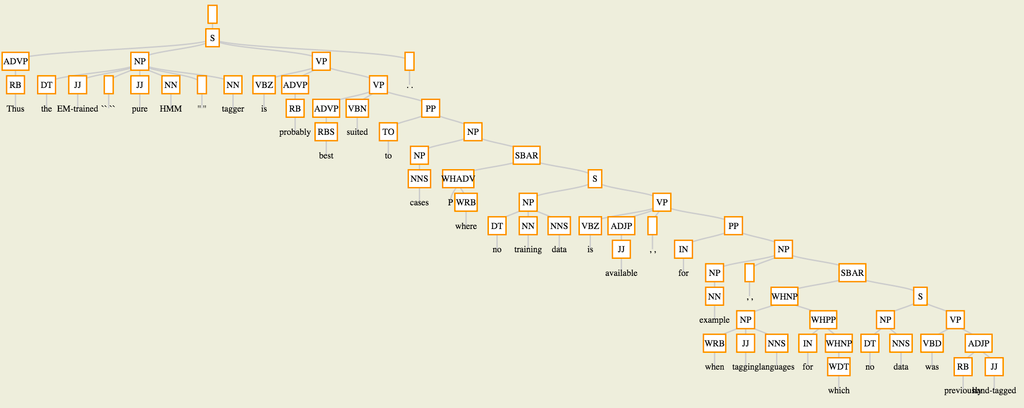 S
ADVP NP VP
RB DT JJ JJ NN NN VBZ ADVP VP . .
Thus the EM-trained `` `` pure HMM '' '' tagger is RB ADVP VBN PP
probably RBS suited TO NP
best to NP SBAR
NNS WHADV S
cases P WRB NP VP
where DT NN NNS VBZ ADJP PP
no training data is JJ , , IN NP
available for NP SBAR
NN , , WHNP S
example NP WHPP NP VP
WRB JJ NNS IN WHNP DT NNS VBD ADJP
when tagging languages for WDT no data was RB JJ
which previously hand-tagged